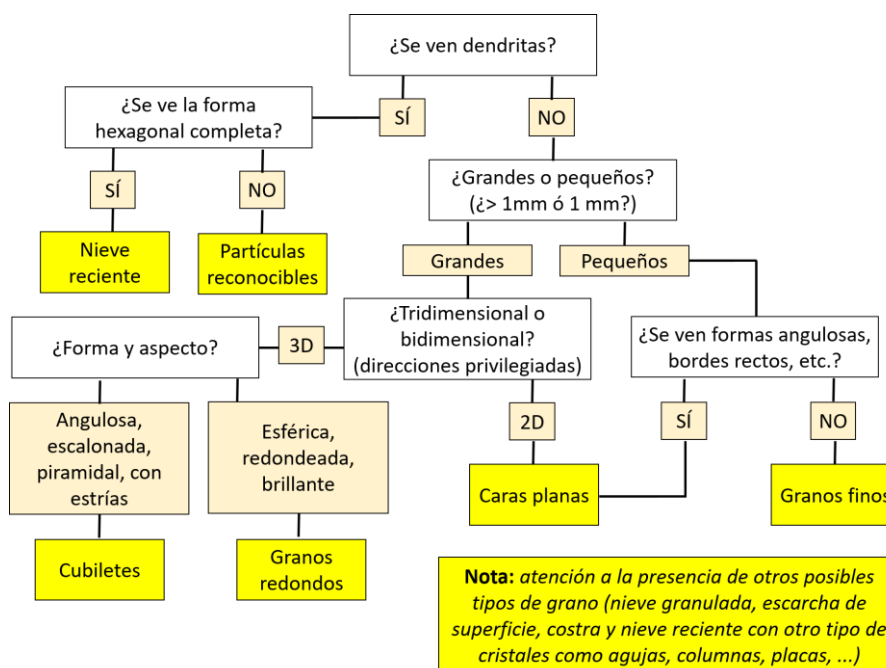 ¿Se ven dendritas?
¿Se ve la forma
hexagonal completa?
SÍ
NO
SÍ
NO
¿Grandes o pequeños?
(¿> 1mm ó 1 mm?)
Nieve
reciente
Partículas
reconocibles
Grandes
Pequeños
¿Forma y aspecto?
3D
¿Tridimensional o
bidimensional?
(direcciones privilegiadas)
¿Se ven formas angulosas,
bordes rectos, etc.?
Angulosa,
escalonada,
piramidal, con
estrías
Esférica,
redondeada,
brillante
2D
SÍ
NO
Caras planas
Granos finos
Cubiletes
Granos
redondos
Nota: atención a la presencia de otros posibles
tipos de grano (nieve granulada, escarcha de
superficie, costra y nieve reciente con otro tipo de
cristales como agujas, columnas, placas, ...)